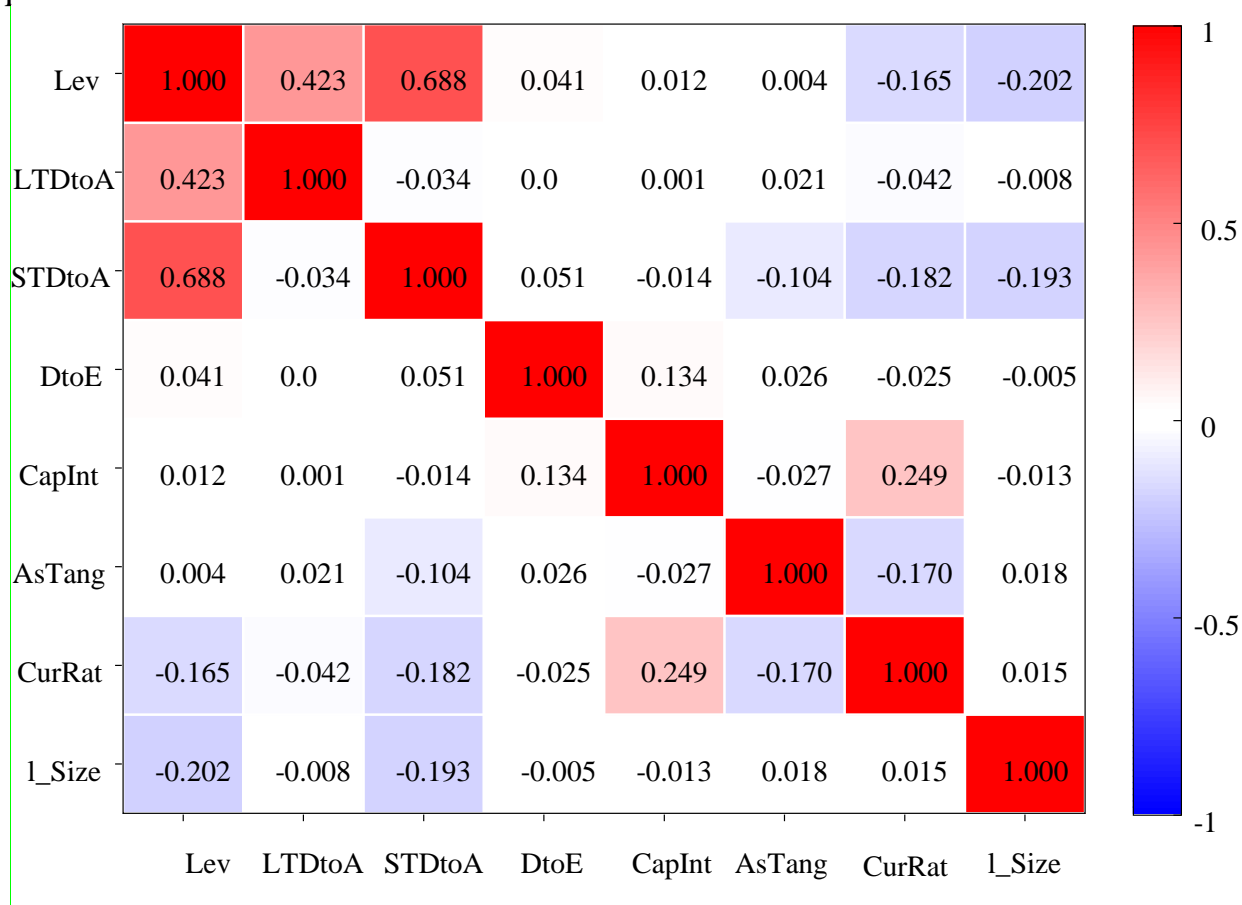 1
Lev 1.000 0.423 0.688 0.041 0.012 0.004 -0.165 -0.202
LTDtoA 0.423 1.000 -0.034 0.0 0.001 0.021 -0.042 -0.008
0.5
STDtoA 0.688 -0.034 1.000 0.051 -0.014 -0.104 -0.182 -0.193
DtoE 0.041 0.0 0.051 1.000 0.134 0.026 -0.025 -0.005
0
CapInt 0.012 0.001 -0.014 0.134 1.000 -0.027 0.249 -0.013
AsTang 0.004 0.021 -0.104 0.026 -0.027 1.000 -0.170 0.018
-0.5
CurRat -0.165 -0.042 -0.182 -0.025 0.249 -0.170 1.000 0.015
l_Size -0.202 -0.008 -0.193 -0.005 -0.013 0.018 0.015 1.000
-1
Lev LTDtoA STDtoA DtoE CapInt AsTang CurRat l_Size